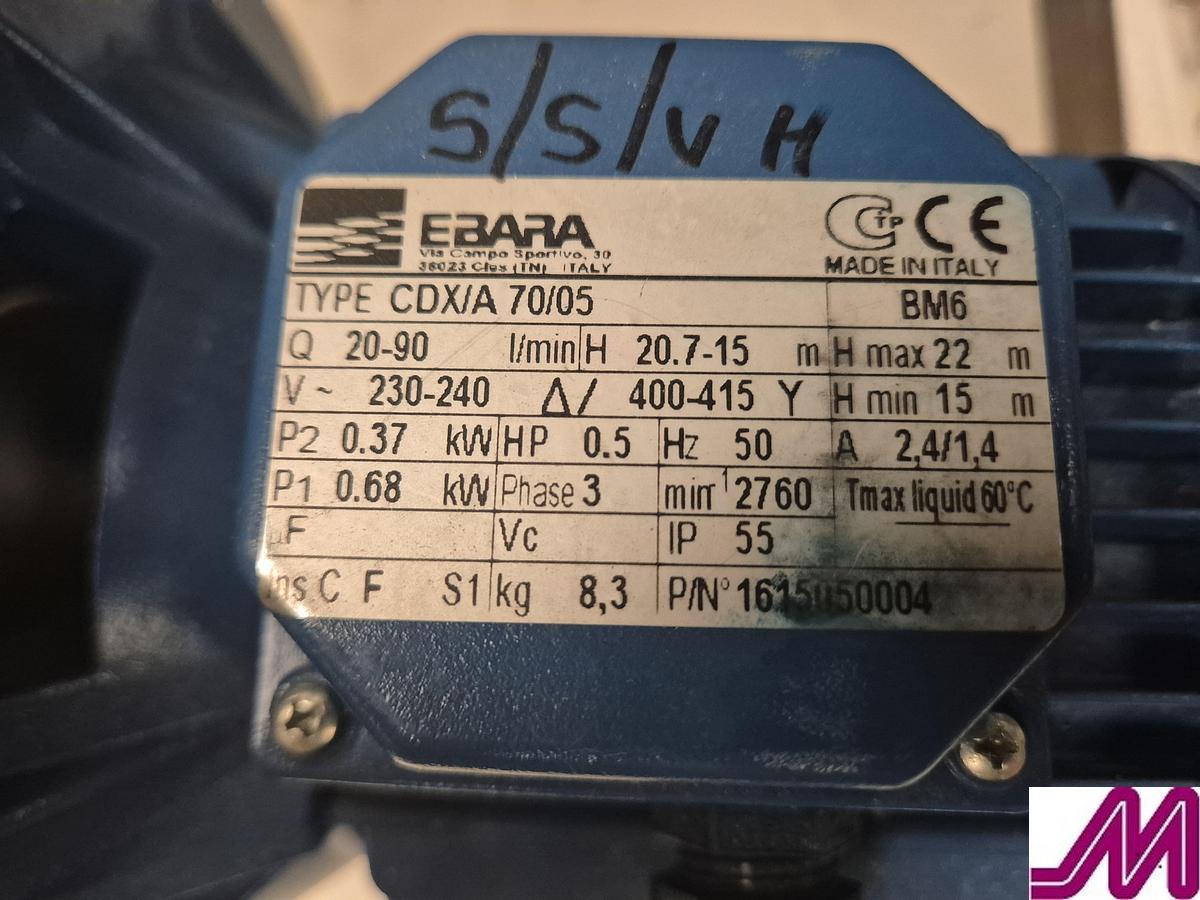 S/S/V H
EBARA
Via Campo Sportivo, 30
38023 Cles (TN) ITALY
CTP CE
MADE IN ITALY
TYPE CDX/A 70/05 BM6
Q 20-90 l/min H 20.7-15 m H max 22 m
V ~ 230-240 Δ/ 400-415 Y H min 15 m
P2 0.37 kW HP 0.5 Hz 50 A 2,4/1,4
P1 0.68 kW Phase 3 min⁻¹ 2760 Tmax liquid 60°C
µF Vc IP 55
Ins C F S1 kg 8,3 P/N° 1615050004
M